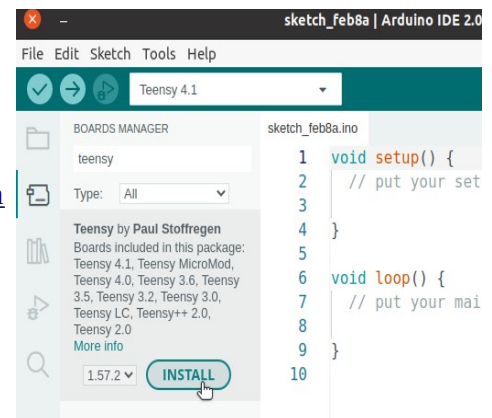 sketch_feb8a | Arduino IDE 2.0
File Edit Sketch Tools Help
Teensy 4.1
BOARDS MANAGER
teensy
Type: All
Teensy by Paul Stoffregen
Boards included in this package:
Teensy 4.1, Teensy MicroMod,
Teensy 4.0, Teensy 3.6, Teensy
3.5, Teensy 3.2, Teensy 3.0,
Teensy LC, Teensy++ 2.0,
Teensy 2.0
More info
1.57.2 INSTALL
sketch_feb8a.ino
1 void setup() {
2 // put your set
3
4 }
5
6 void loop() {
7 // put your mai
8
9 }
10